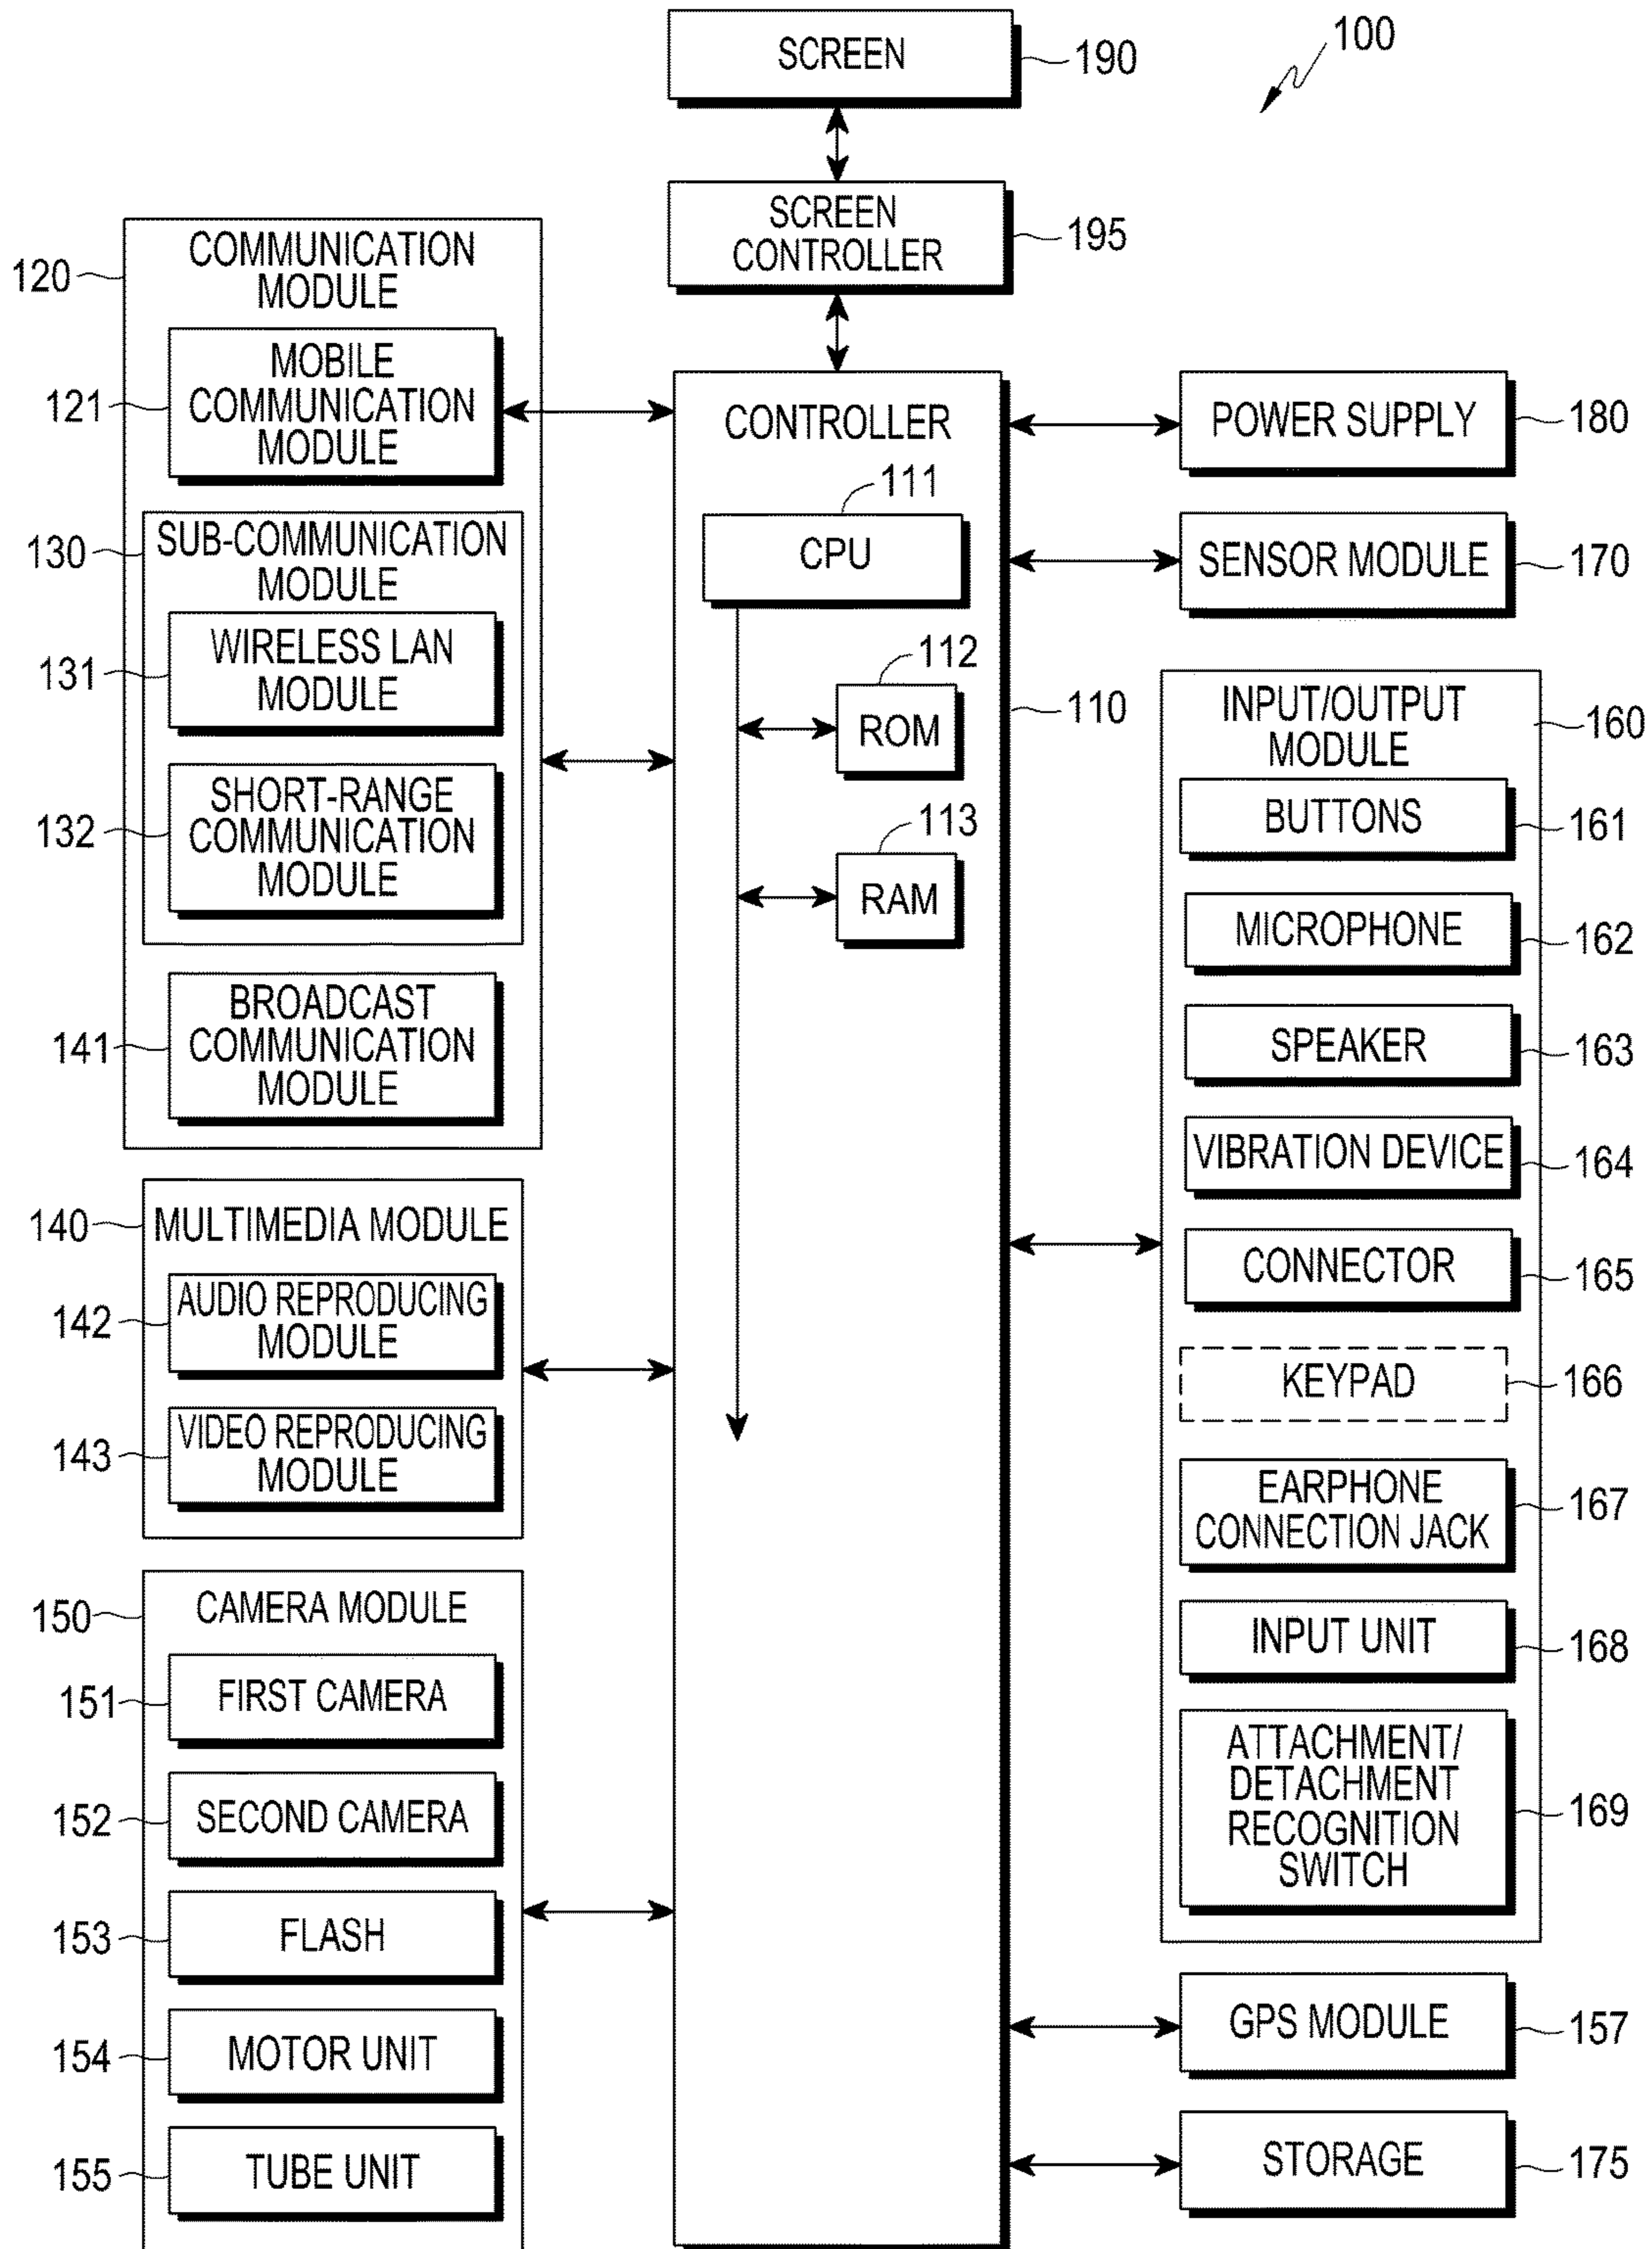 100
SCREEN
190
SCREEN
CONTROLLER
195
120
COMMUNICATION
MODULE
121
MOBILE
COMMUNICATION
MODULE
130
SUB-COMMUNICATION
MODULE
131
WIRELESS LAN
MODULE
132
SHORT-RANGE
COMMUNICATION
MODULE
141
BROADCAST
COMMUNICATION
MODULE
140
MULTIMEDIA MODULE
142
AUDIO REPRODUCING
MODULE
143
VIDEO REPRODUCING
MODULE
150
CAMERA MODULE
151
FIRST CAMERA
152
SECOND CAMERA
153
FLASH
154
MOTOR UNIT
155
TUBE UNIT
CONTROLLER
111
CPU
112
ROM
110
113
RAM
POWER SUPPLY
180
SENSOR MODULE
170
INPUT/OUTPUT
MODULE
160
BUTTONS
161
MICROPHONE
162
SPEAKER
163
VIBRATION DEVICE
164
CONNECTOR
165
KEYPAD
166
EARPHONE
CONNECTION JACK
167
INPUT UNIT
168
ATTACHMENT/
DETACHMENT
RECOGNITION
SWITCH
169
GPS MODULE
157
STORAGE
175